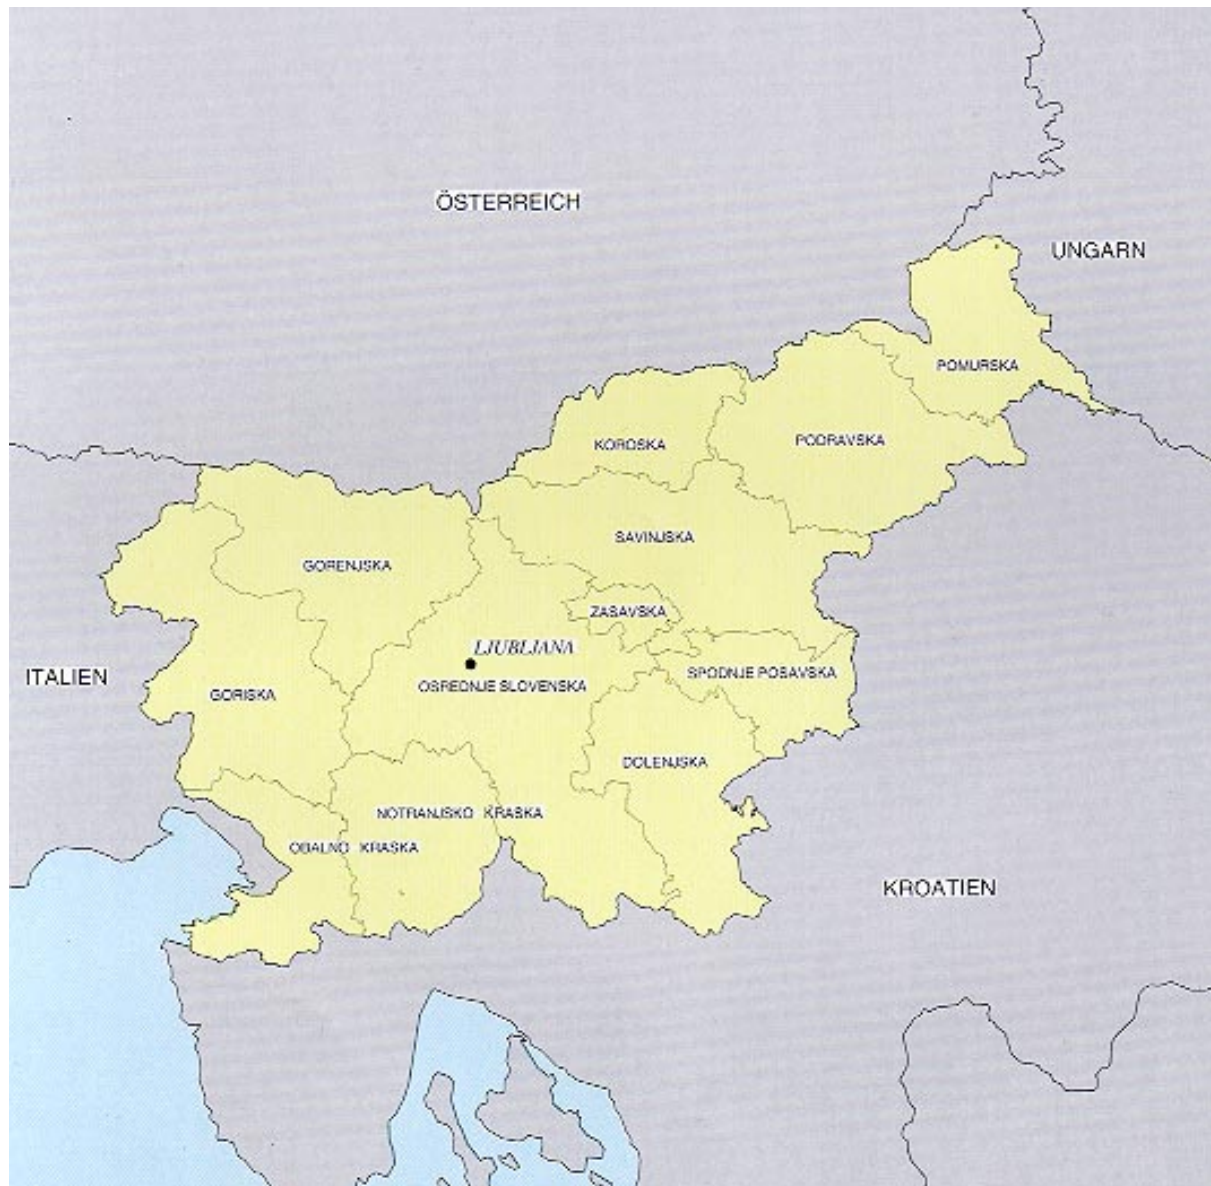 ÖSTERREICH
UNGARN
POMURSKA
KOROSKA
PODRAVSKA
SAVINJSKA
GORENJSKA
ZASAVSKA
LJUBLJANA
ITALIEN
SPODNJE POSAVSKA
OSREDNJE SLOVENSKA
GORISKA
DOLENJSKA
NOTRANJSKO KRASKA
OBALNO KRASKA
KROATIEN